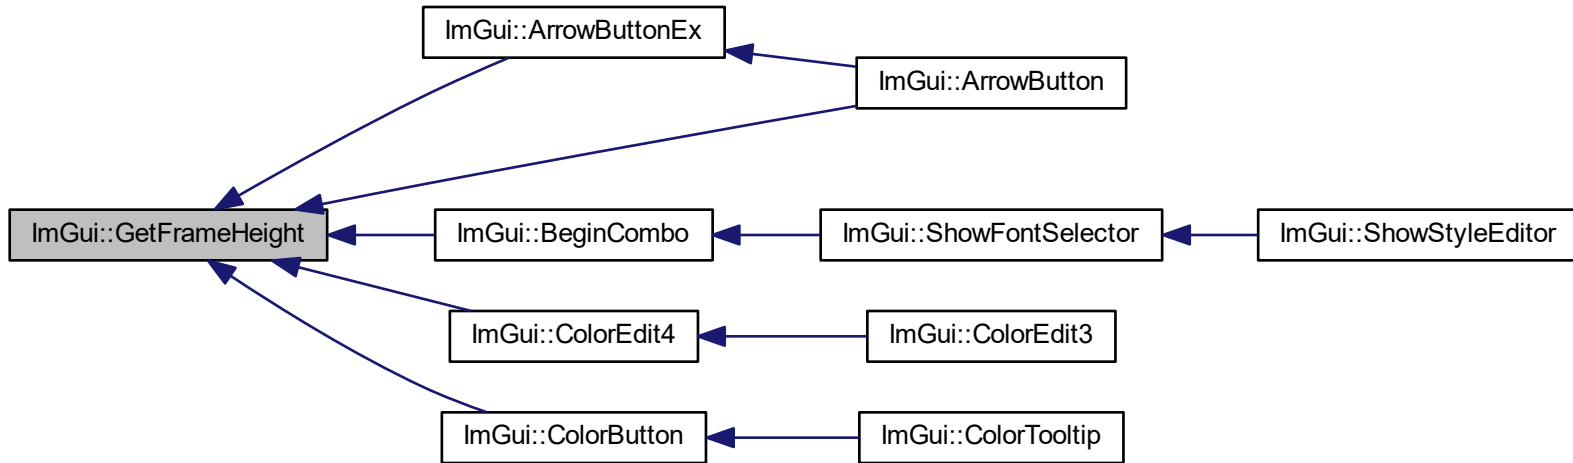 ImGui::ArrowButtonEx
ImGui::ArrowButton
ImGui::GetFrameHeight
ImGui::BeginCombo
ImGui::ShowFontSelector
ImGui::ShowStyleEditor
ImGui::ColorEdit4
ImGui::ColorEdit3
ImGui::ColorButton
ImGui::ColorTooltip